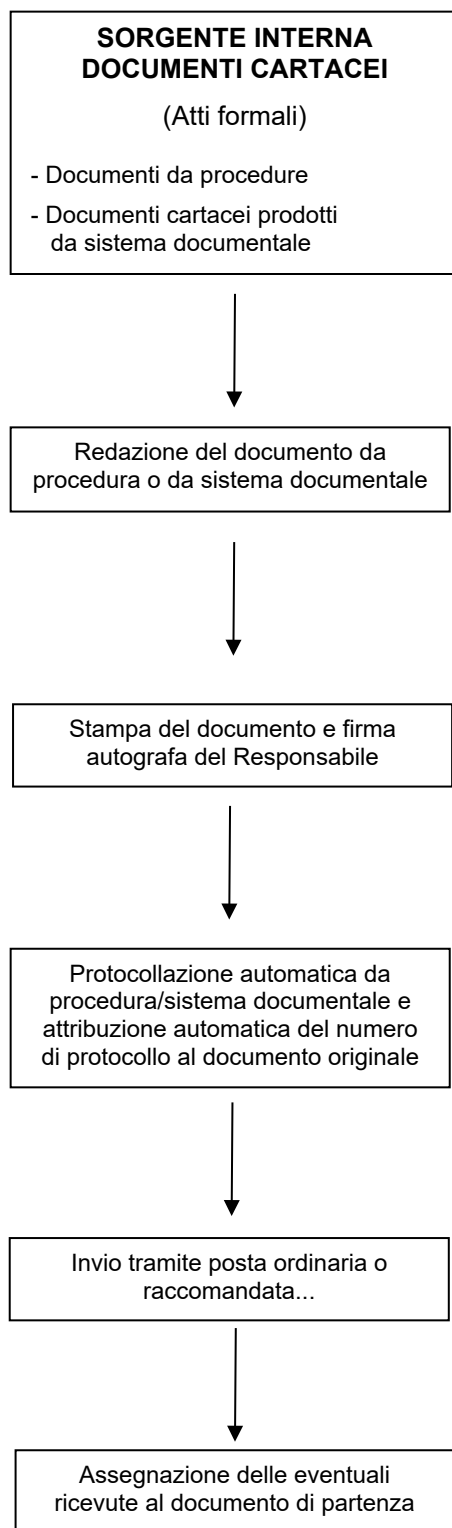 SORGENTE INTERNA
DOCUMENTI CARTACEI
(Atti formali)
- Documenti da procedure
- Documenti cartacei prodotti
da sistema documentale
Redazione del documento da
procedura o da sistema documentale
Stampa del documento e firma
autografa del Responsabile
Protocollazione automatica da
procedura/sistema documentale e
attribuzione automatica del numero
di protocollo al documento originale
Invio tramite posta ordinaria o
raccomandata...
Assegnazione delle eventuali
ricevute al documento di partenza